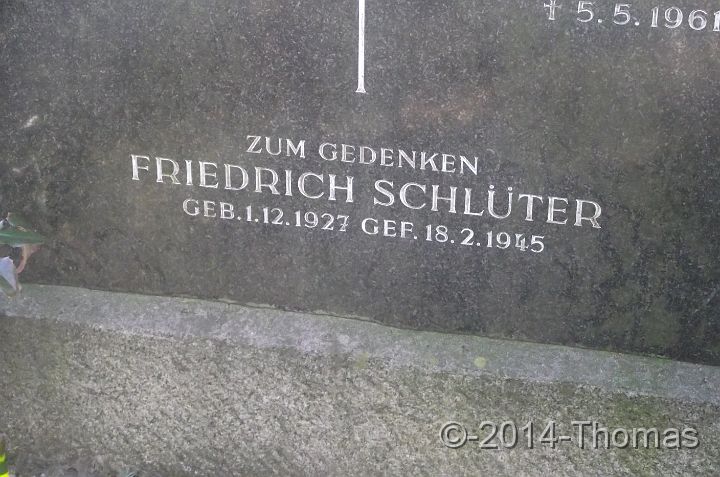 † 5.5.1961
ZUM GEDENKEN
FRIEDRICH SCHLÜTER
GEB. 1.12.1927 GEF. 18.2.1945
©-2014-Thomas